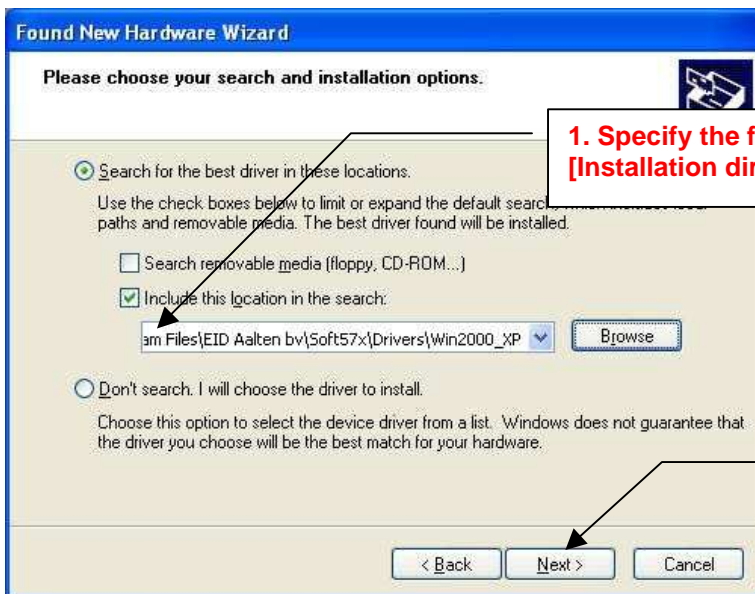 Found New Hardware Wizard
Please choose your search and installation options.
1. Specify the
[Installation
Search for the best driver in these locations.
Use the check boxes below to limit or expand the default search,
paths and removable media. The best driver found will be installed.
Search removable media (floppy, CD-ROM...)
Include this location in the search:
Files\EID Aalten bv\Soft57x\Drivers\Win2000_XP
Browse
Don't search. I will choose the driver to install.
Choose this option to select the device driver from a list. Windows does not guarantee that
the driver you choose will be the best match for your hardware.
< Back
Next >
Cancel